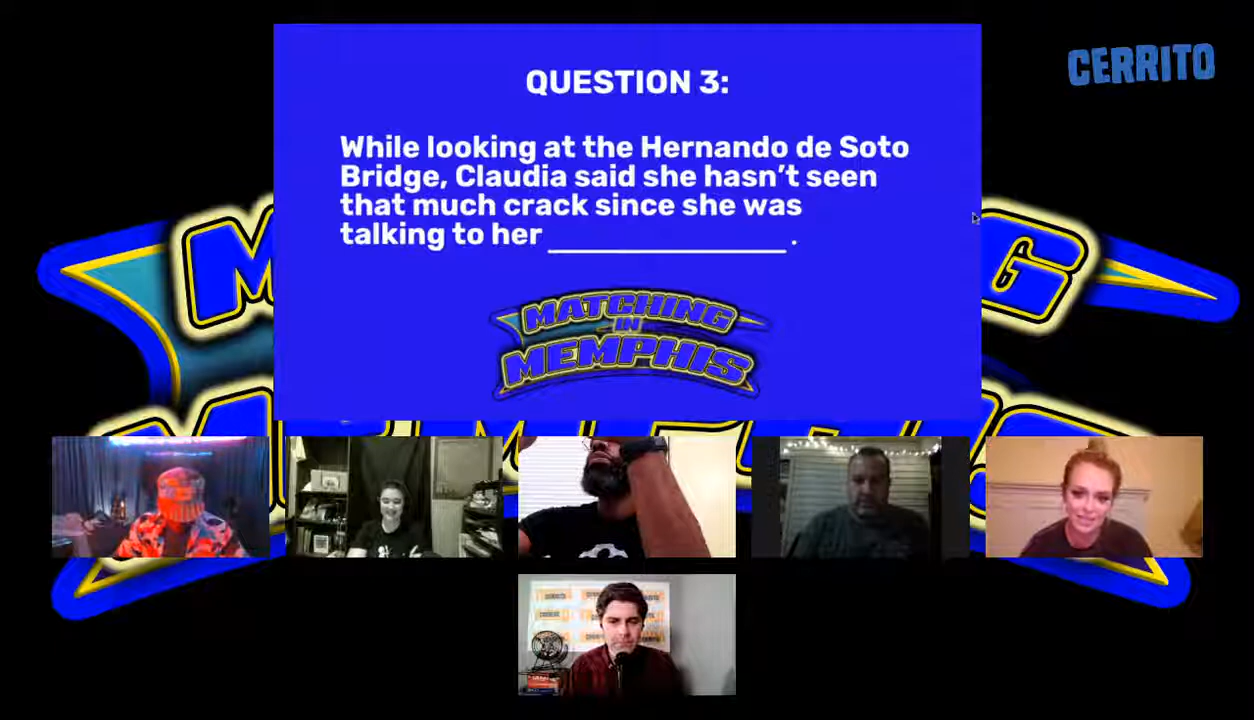 CERRITO
QUESTION 3:
While looking at the Hernando de Soto
Bridge, Claudia said she hasn’t seen
that much crack since she was
talking to her ________________.
MATCHING
IN
MEMPHIS